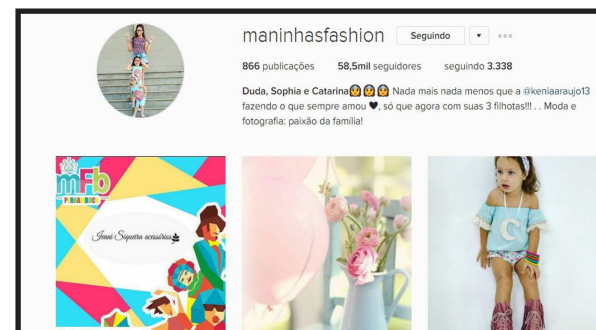 maninhasfashion Seguindo
866 publicações 58,5mil seguidores seguindo 3.338
Duda, Sophia e Catarina👸👸👸 Nada mais nada menos que a @keniaaraujo13
fazendo o que sempre amou ♥, só que agora com suas 3 filhotas!!! . . Moda e
fotografia: paixão da família!
mFb
PERNAMBUCO
Ivani Siqueira acessórios